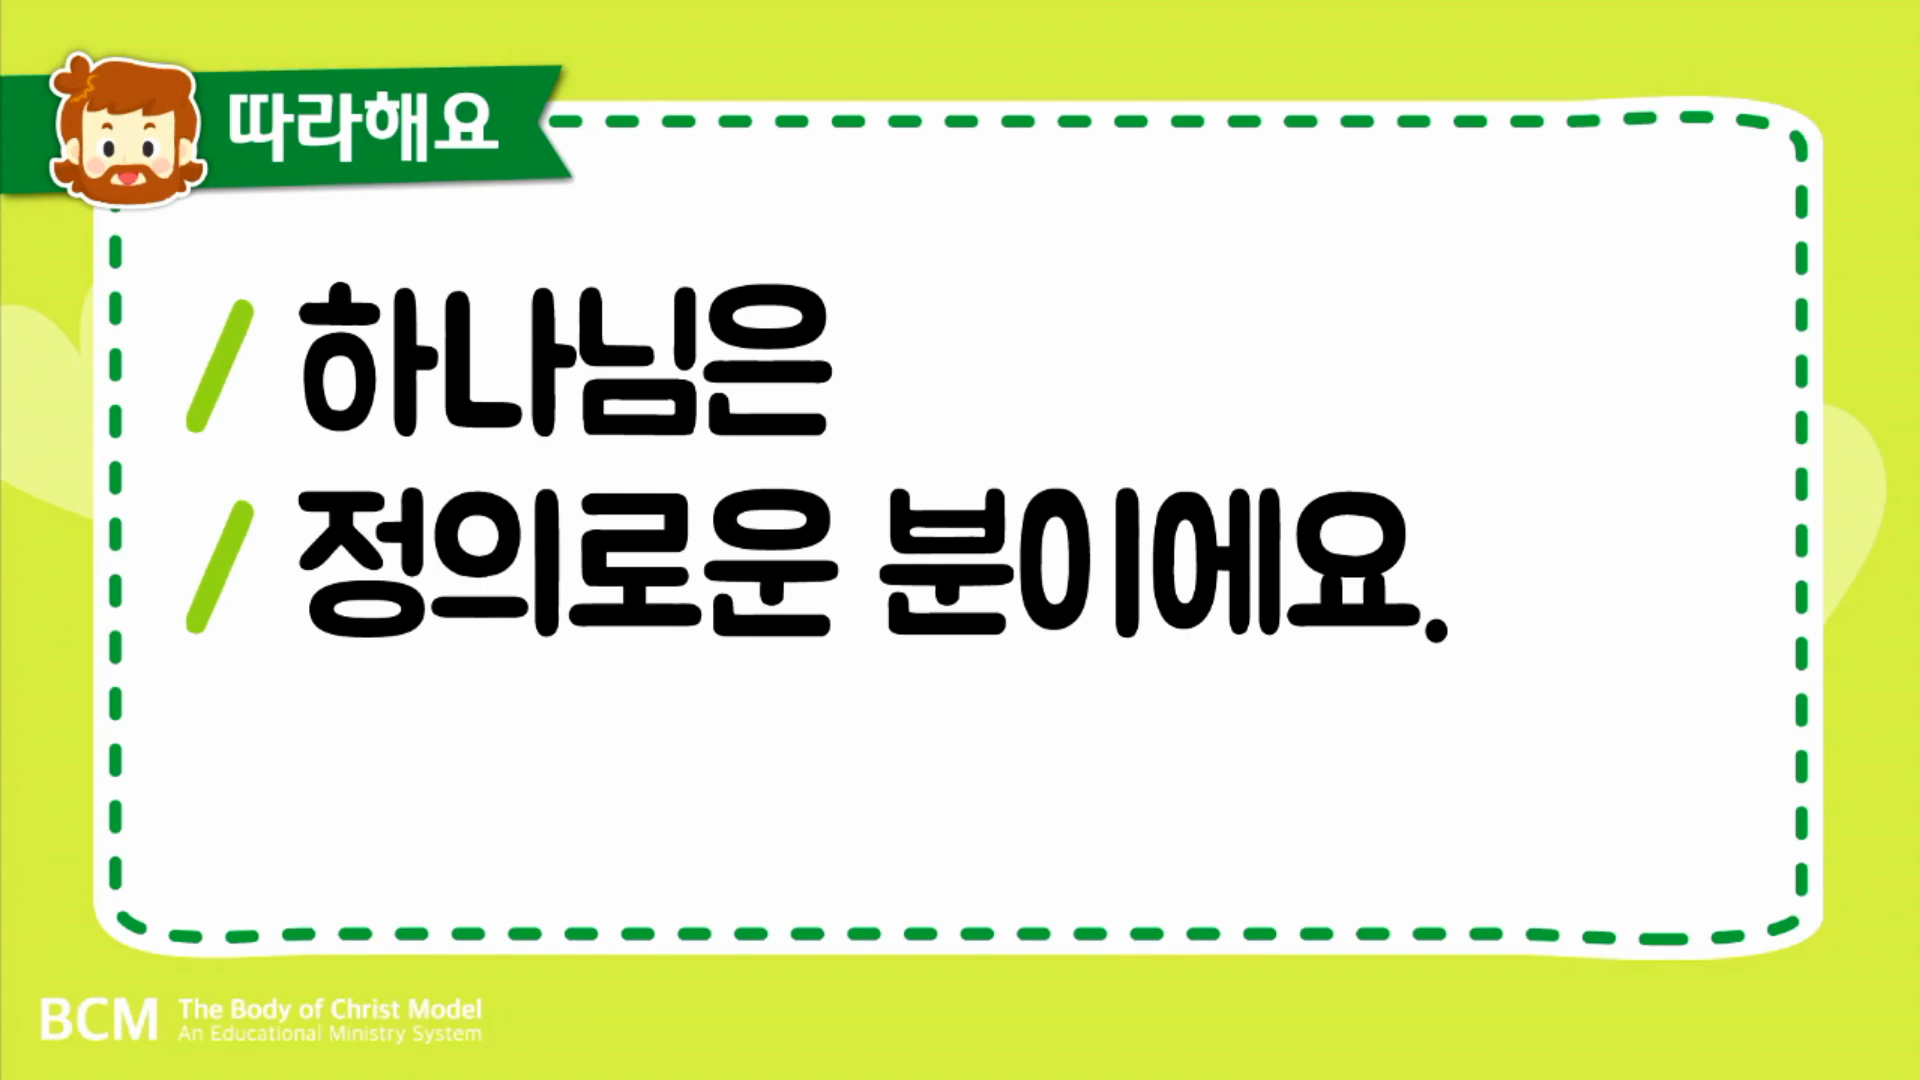 따라해요
/ 하나님은
/ 정의로운 분이에요.
BCM The Body of Christ Model
An Educational Ministry System